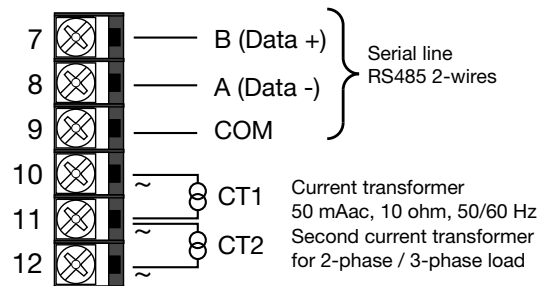 7 B (Data +)
8 A (Data -)
9 COM
Serial line
RS485 2-wires
10 ~
CT1
11 ~
CT2
12 ~
Current transformer
50 mAac, 10 ohm, 50/60 Hz
Second current transformer
for 2-phase / 3-phase load